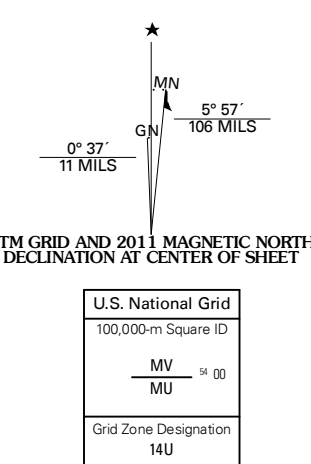 MN
GN
5° 57´
106 MILS
0° 37´
11 MILS
TM GRID AND 2011 MAGNETIC NORTH
DECLINATION AT CENTER OF SHEET
U.S. National Grid
100,000-m Square ID
MV
54 00
MU
Grid Zone Designation
14U